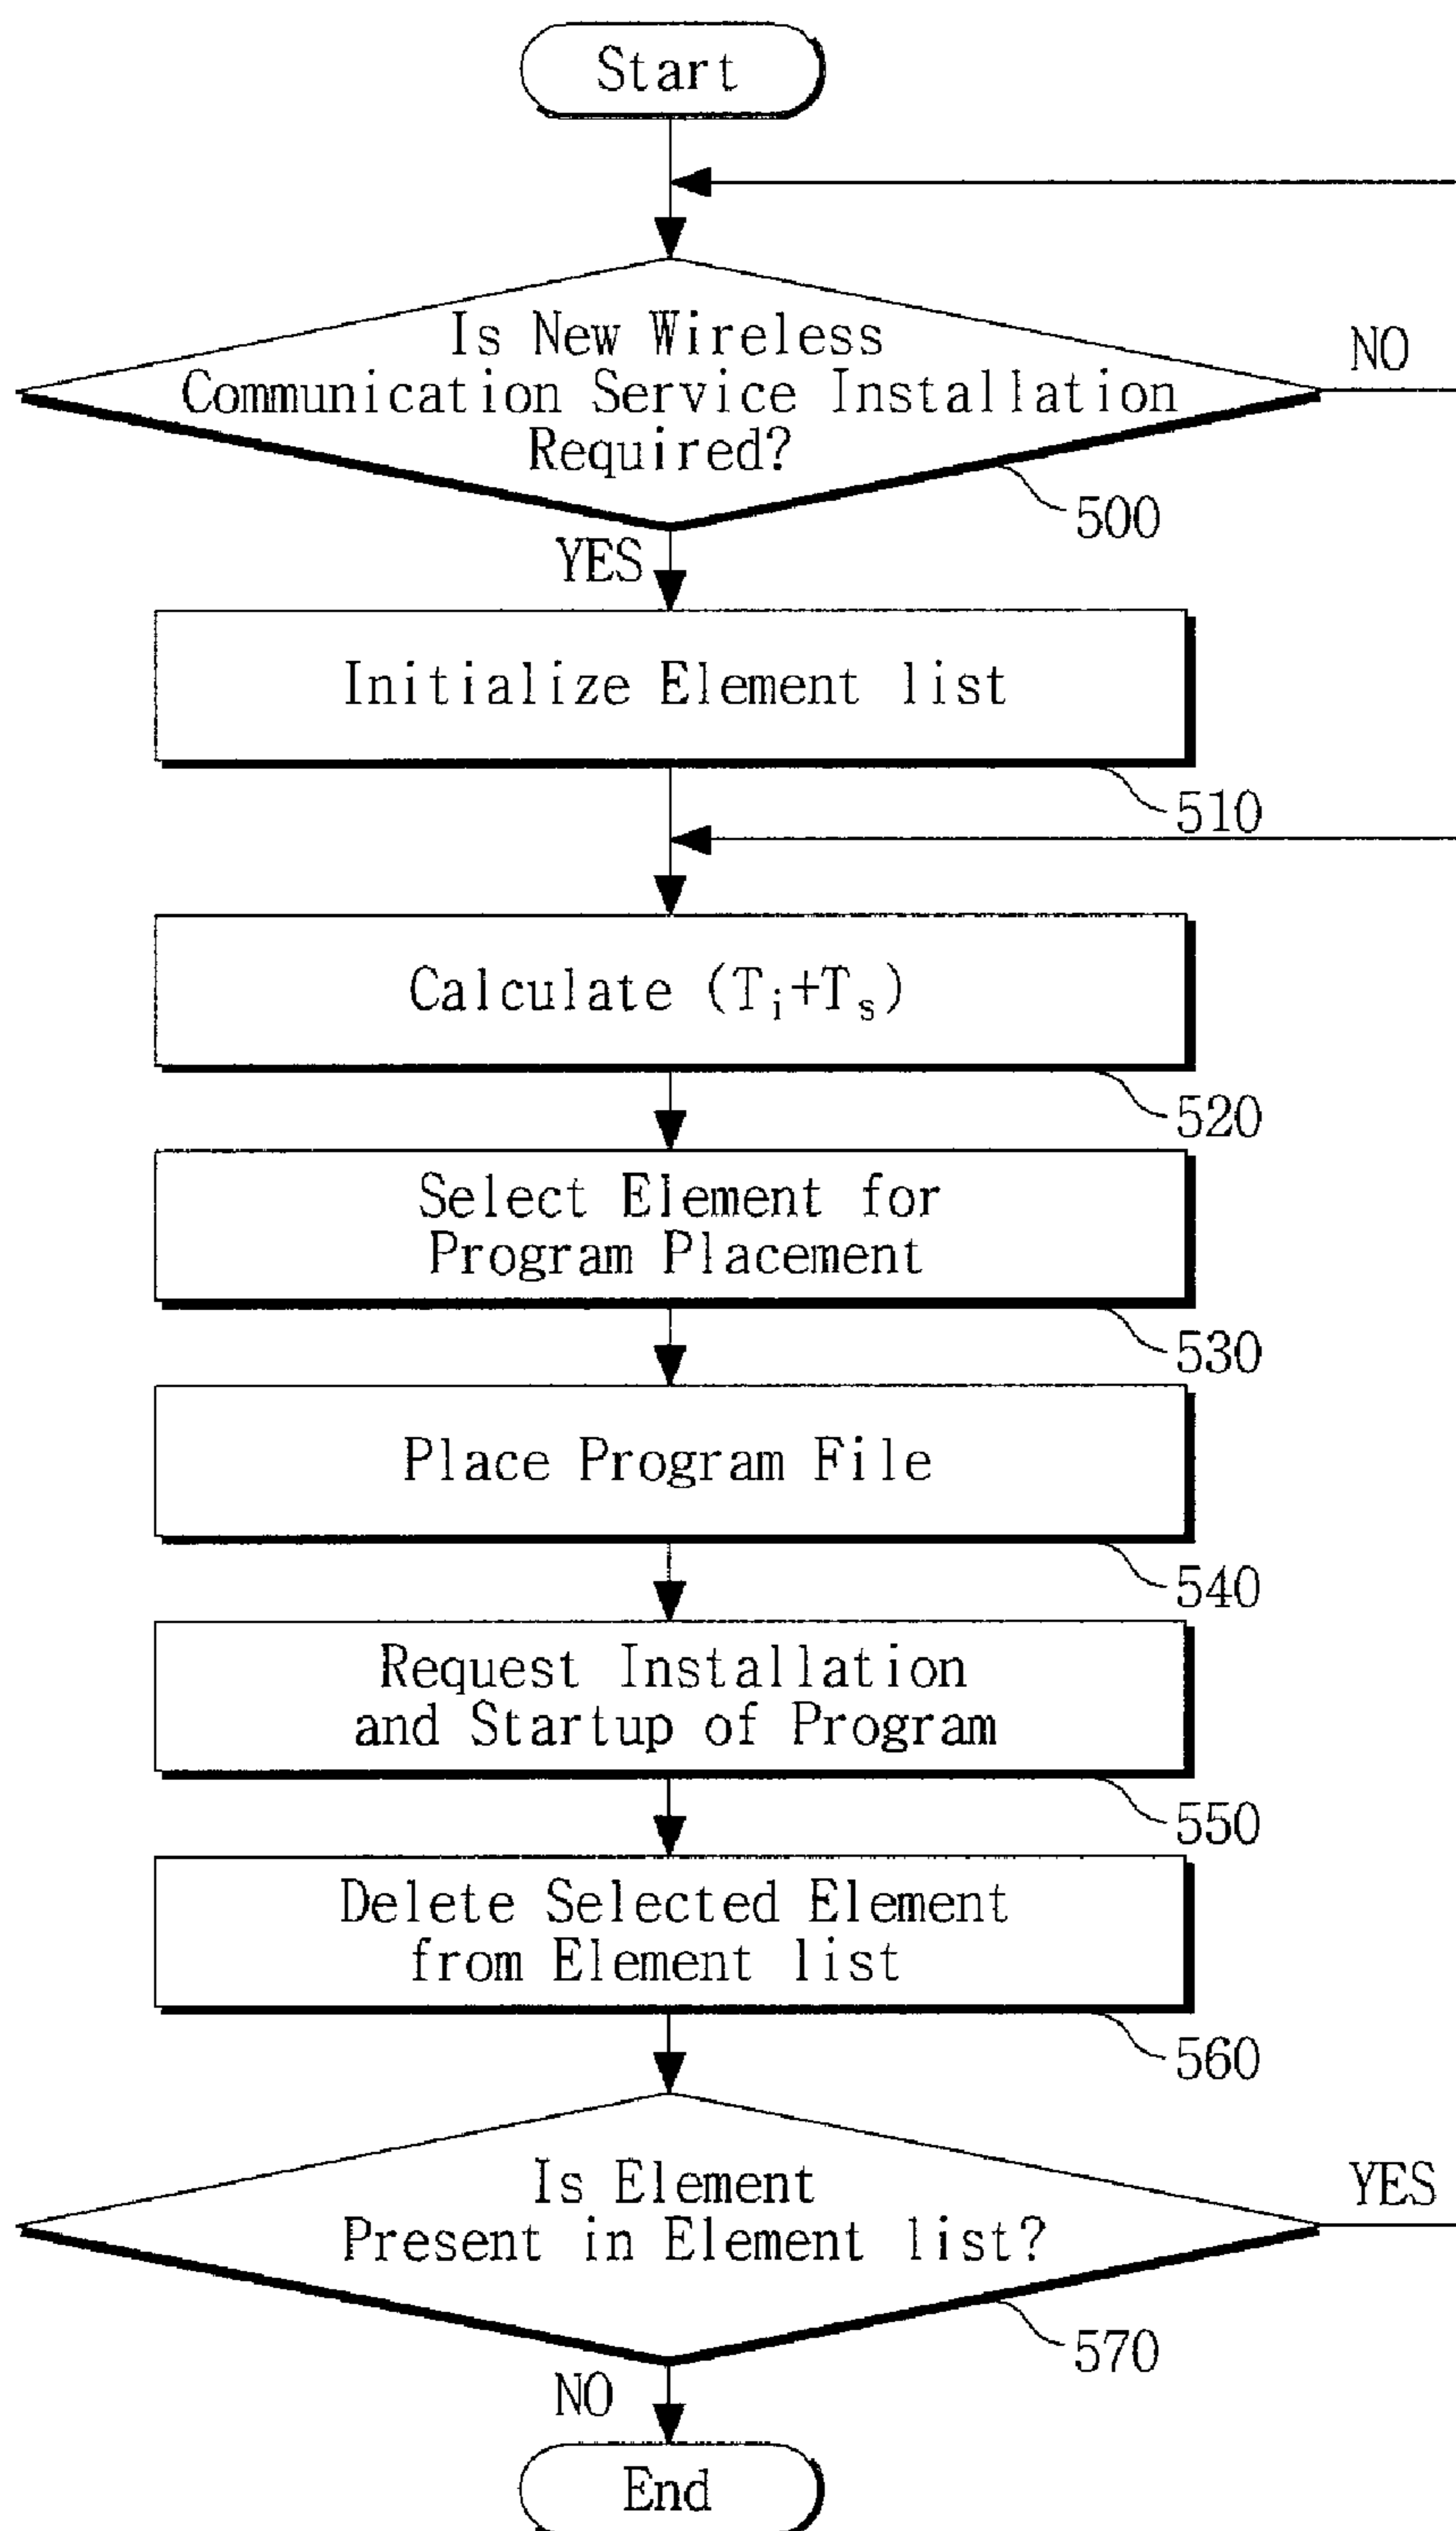 Start
Is New Wireless
Communication Service Installation
Required?
NO
500
YES
Initialize Element list
510
Calculate (Tᵢ+Tₛ)
520
Select Element for
Program Placement
530
Place Program File
540
Request Installation
and Startup of Program
550
Delete Selected Element
from Element list
560
Is Element
Present in Element list?
YES
570
NO
End